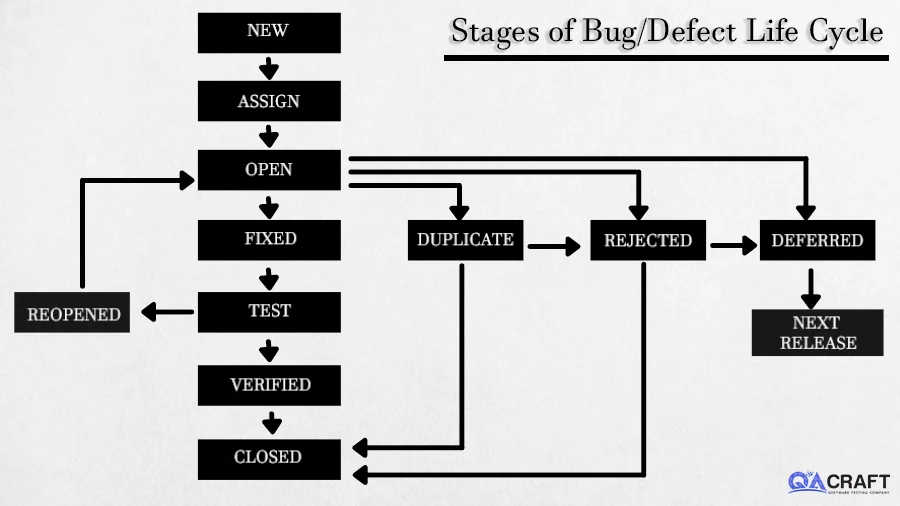 Stages of Bug/Defect Life Cycle
NEW
ASSIGN
OPEN
FIXED
DUPLICATE
REJECTED
DEFERRED
REOPENED
TEST
NEXT
RELEASE
VERIFIED
CLOSED
QACRAFT
SOFTWARE TESTING COMPANY